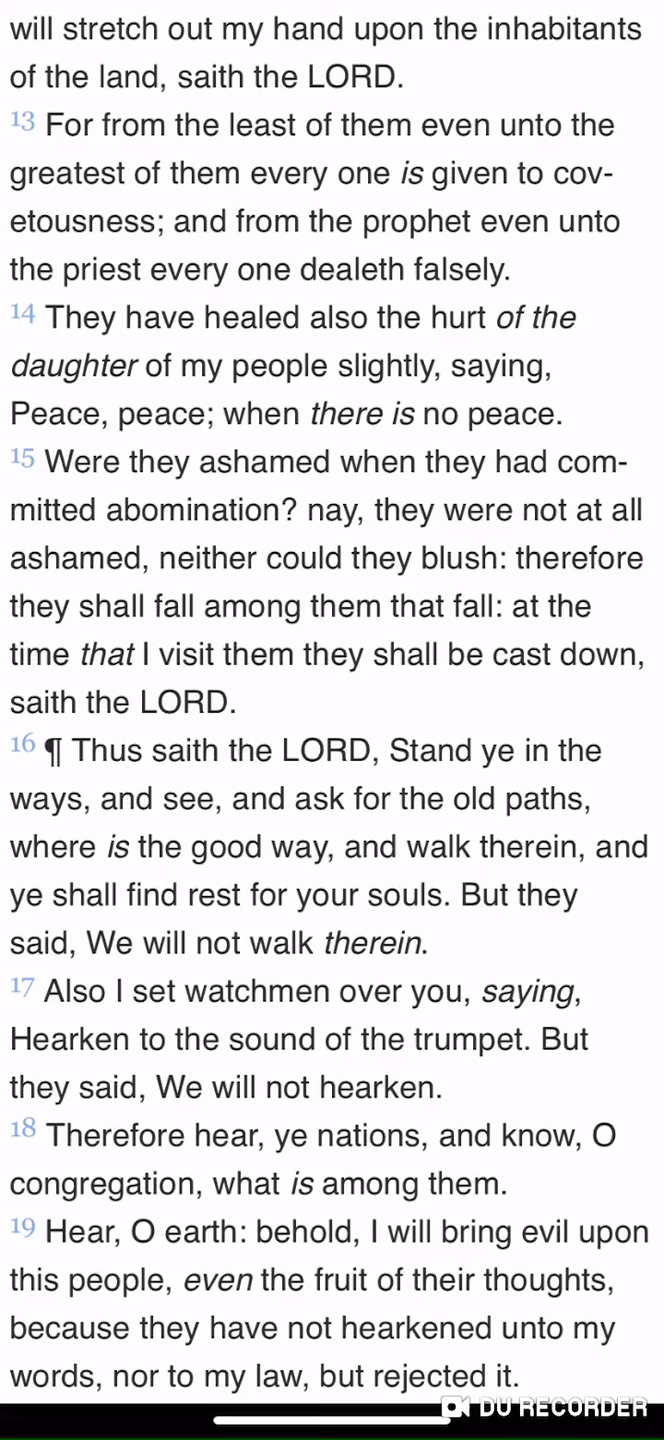 will stretch out my hand upon the inhabitants
of the land, saith the LORD.
13 For from the least of them even unto the
greatest of them every one is given to cov-
etousness; and from the prophet even unto
the priest every one dealeth falsely.
14 They have healed also the hurt of the
daughter of my people slightly, saying,
Peace, peace; when there is no peace.
15 Were they ashamed when they had com-
mitted abomination? nay, they were not at all
ashamed, neither could they blush: therefore
they shall fall among them that fall: at the
time that I visit them they shall be cast down,
saith the LORD.
16 ¶ Thus saith the LORD, Stand ye in the
ways, and see, and ask for the old paths,
where is the good way, and walk therein, and
ye shall find rest for your souls. But they
said, We will not walk therein.
17 Also I set watchmen over you, saying,
Hearken to the sound of the trumpet. But
they said, We will not hearken.
18 Therefore hear, ye nations, and know, O
congregation, what is among them.
19 Hear, O earth: behold, I will bring evil upon
this people, even the fruit of their thoughts,
because they have not hearkened unto my
words, nor to my law, but rejected it.
DU RECORDER